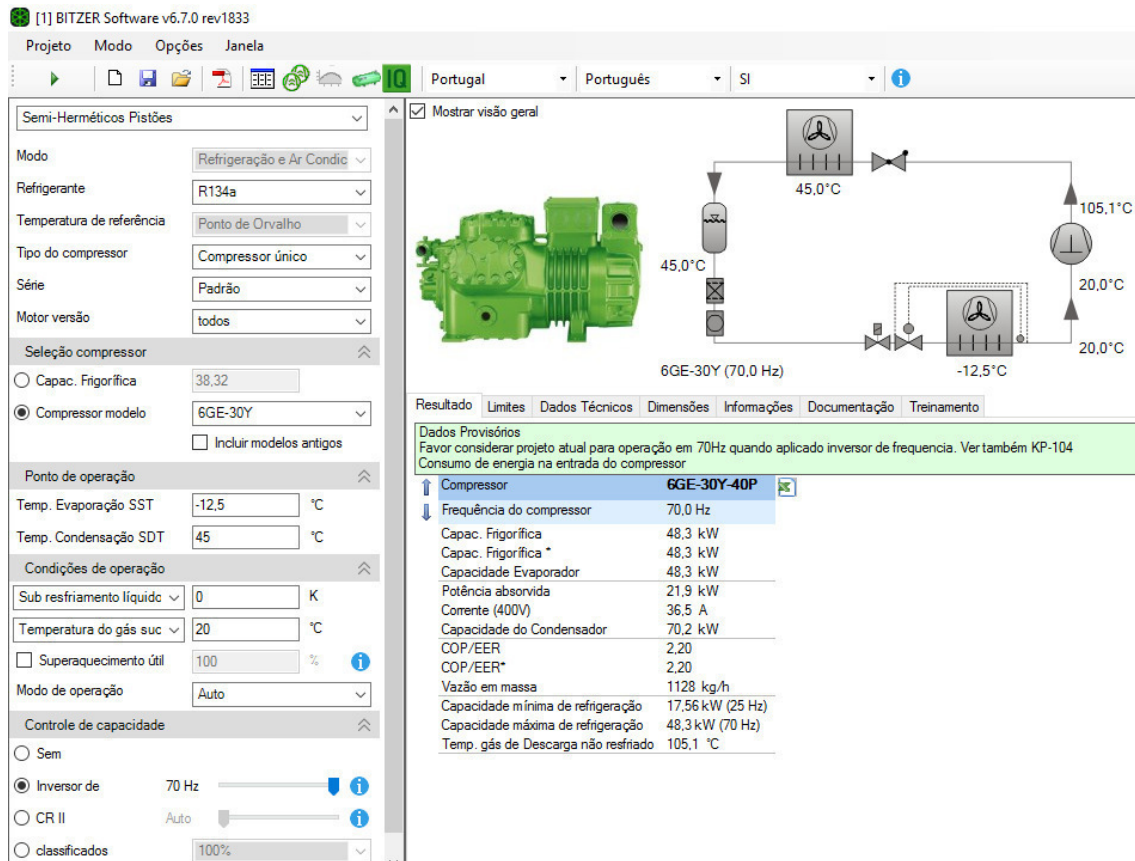 [1] BITZER Software v6.7.0 rev1833
Projeto Modo Opções Janela
IQ Portugal Português SI
Semi-Herméticos Pistões
Modo Refrigeração e Ar Condic
Refrigerante R134a
Temperatura de referência Ponto de Orvalho
Tipo do compressor Compressor único
Série Padrão
Motor versão todos
Seleção compressor
Capac. Frigorífica 38,32
Compressor modelo 6GE-30Y
Incluir modelos antigos
Ponto de operação
Temp. Evaporação SST -12,5 °C
Temp. Condensação SDT 45 °C
Condições de operação
Sub resfriamento líquido 0 K
Temperatura do gás suc 20 °C
Superaquecimento útil 100 %
Modo de operação Auto
Controle de capacidade
Sem
Inversor de 70 Hz
CR II Auto
classificados 100%
Mostrar visão geral
45,0°C
105,1°C
45,0°C
20,0°C
20,0°C
6GE-30Y (70,0 Hz)
-12,5°C
Resultado Limites Dados Técnicos Dimensões Informações Documentação Treinamento
Dados Provisórios
Favor considerar projeto atual para operação em 70Hz quando aplicado inversor de frequencia. Ver também KP-104
Consumo de energia na entrada do compressor
Compressor 6GE-30Y-40P
Frequência do compressor 70,0 Hz
Capac. Frigorífica 48,3 kW
Capac. Frigorífica * 48,3 kW
Capacidade Evaporador 48,3 kW
Potência absorvida 21,9 kW
Corrente (400V) 36,5 A
Capacidade do Condensador 70,2 kW
COP/EER 2,20
COP/EER* 2,20
Vazão em massa 1128 kg/h
Capacidade mínima de refrigeração 17,56 kW (25 Hz)
Capacidade máxima de refrigeração 48,3 kW (70 Hz)
Temp. gás de Descarga não resfriado 105,1 °C